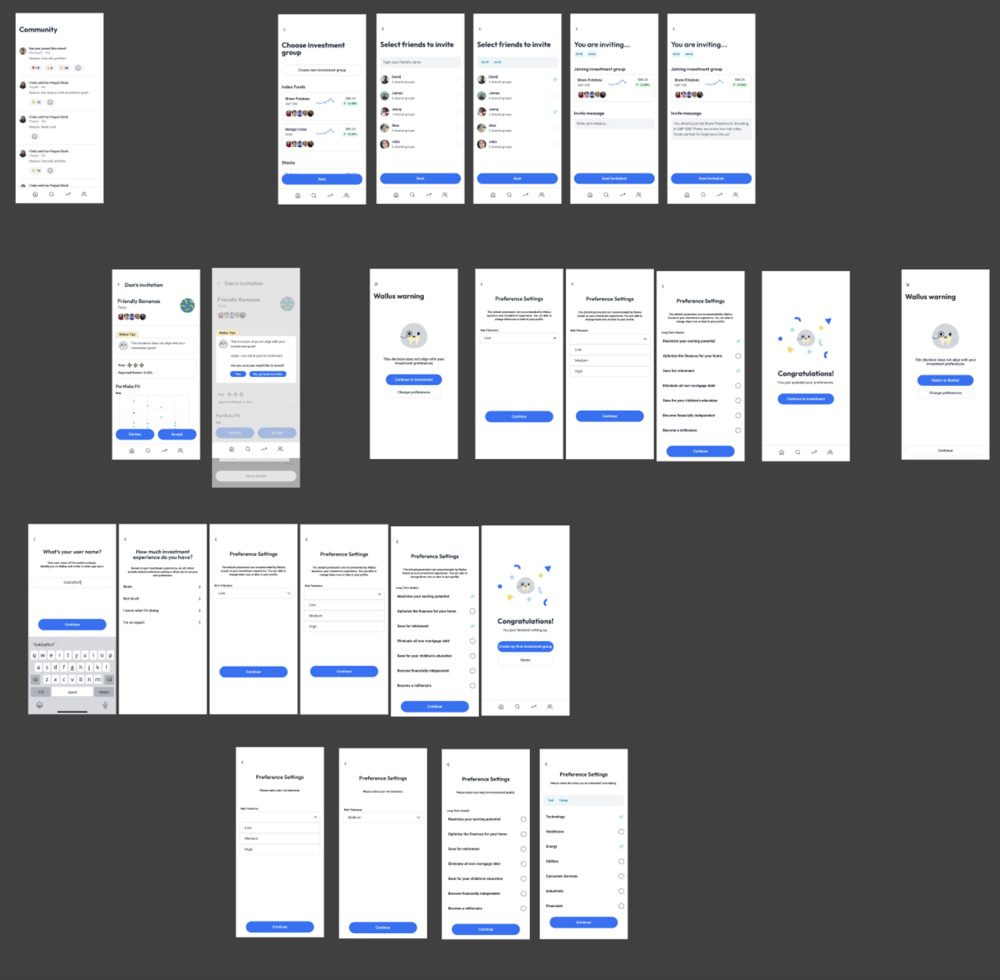 Community
Dan just joined Merchant!
Microsoft · 2hr
Reason: Diversify portfolio
Cindy sold her Paypal Stock
Paypal · 5hr
Reason: Not aligned with investment goals
13
Cindy sold her Paypal Stock
Paypal · 5hr
Reason: Need cash
Cindy sold her Paypal Stock
Paypal · 5hr
Reason: Diversify portfolio
13
Cindy sold her Paypal Stock
Choose investment
group
Create new investment group
Index funds
Brave Potatoes
S&P 500
12.00%
Mango Craze
12.00%
Stocks
Next
Select friends to invite
Type your friend's name
David
2 shared groups
James
4 shared groups
Jenny
1 shared groups
Alex
3 shared groups
Julia
2 shared groups
Next
Select friends to invite
David Jenny
David
2 shared groups
James
4 shared groups
Jenny
1 shared groups
Alex
3 shared groups
Julia
2 shared groups
Next
You are inviting...
David Jenny
Joining investment group
Brave Potatoes
S&P 500
12.00%
Invite message
Write an invitation...
Send invitation!
You are inviting...
David Jenny
Joining investment group
Brave Potatoes
S&P 500
12.00%
Invite message
You should join the Brave Potatoes in investing
in S&P 500! These are some low risk index
funds perfect for beginners like us!
Send invitation!
Dan's invitation
Friendly Bananas
Tesla
Wallus Tips
This invitation does not align with your
investment goals!
Risk:
Expected Return: 0-50%
Portfolio Fit
Risk
Decline
Accept
Dan's invitation
Friendly Bananas
Tesla
Wallus Tips
This invitation does not align with your
investment goals!
Goals: Low risk & save for retirement
Are you sure you would like to invest?
Yes
No, go back to invite
Risk:
Expected Return: 0-50%
Portfolio Fit
Risk
Decline
Accept
Stock details
Wallus warning
This decision does not align with your
investment preferences
Continue to Investment
Change preferences
Preference Settings
The default parameters are recommended by Wallus
based on your investment experience. You are able to
change them now or later in your profile.
Risk Tolerance
Low
Continue
Preference Settings
The default parameters are recommended by Wallus
based on your investment experience. You are able to
change them now or later in your profile.
Risk Tolerance
Low
Medium
High
Continue
Preference Settings
The default parameters are recommended by Wallus
based on your investment experience. You are able to
change them now or later in your profile.
Long Term Goal(s)
Maximize your earning potential
Optimize the finances for your home
Save for retirement
Eliminate all non-mortgage debt
Save for your children's education
Become financially independent
Become a millionaire
Continue
Congratulations!
You just updated your preferences
Continue to Investment
Wallus warning
This decision does not align with your
investment preferences
Return to Market
Change preferences
Continue
What's your user name?
Your user name will be used to uniquely
identify you on Wallus and visible to other app users
GabbyRich
Continue
"GabbyRich"
q w e r t y u i o p
a s d f g h j k l
z x c v b n m
123 space return
How much investment
experience do you have?
Based on your investment experience, we will either
provide default preference settings or allow you to set your
own preferences
None
Not much
I know what I'm doing
I'm an expert
Preference Settings
The default parameters are recommended by Wallus
based on your investment experience. You are able to
change them now or later in your profile.
Risk Tolerance
Low
Continue
Preference Settings
The default parameters are recommended by Wallus
based on your investment experience. You are able to
change them now or later in your profile.
Risk Tolerance
Low
Medium
High
Continue
Preference Settings
The default parameters are recommended by Wallus
based on your investment experience. You are able to
change them now or later in your profile.
Long Term Goal(s)
Maximize your earning potential
Optimize the finances for your home
Save for retirement
Eliminate all non-mortgage debt
Save for your children's education
Become financially independent
Become a millionaire
Continue
Congratulations!
You just finished setting up.
Create my first investment group
Home
Preference Settings
Please select your risk tolerance.
Risk Tolerance
Low
Medium
High
Continue
Preference Settings
Please select your risk tolerance.
Risk Tolerance
Medium
Continue
Preference Settings
Please select your long term investment goal(s).
Long Term Goal(s)
Maximize your earning potential
Optimize the finances for your home
Save for retirement
Eliminate all non-mortgage debt
Save for your children's education
Become financially independent
Become a millionaire
Continue
Preference Settings
Please select the areas you are interested in investing.
Tech Energy
Technology
Healthcare
Energy
Utilities
Consumer Services
Industrials
Financials
Continue